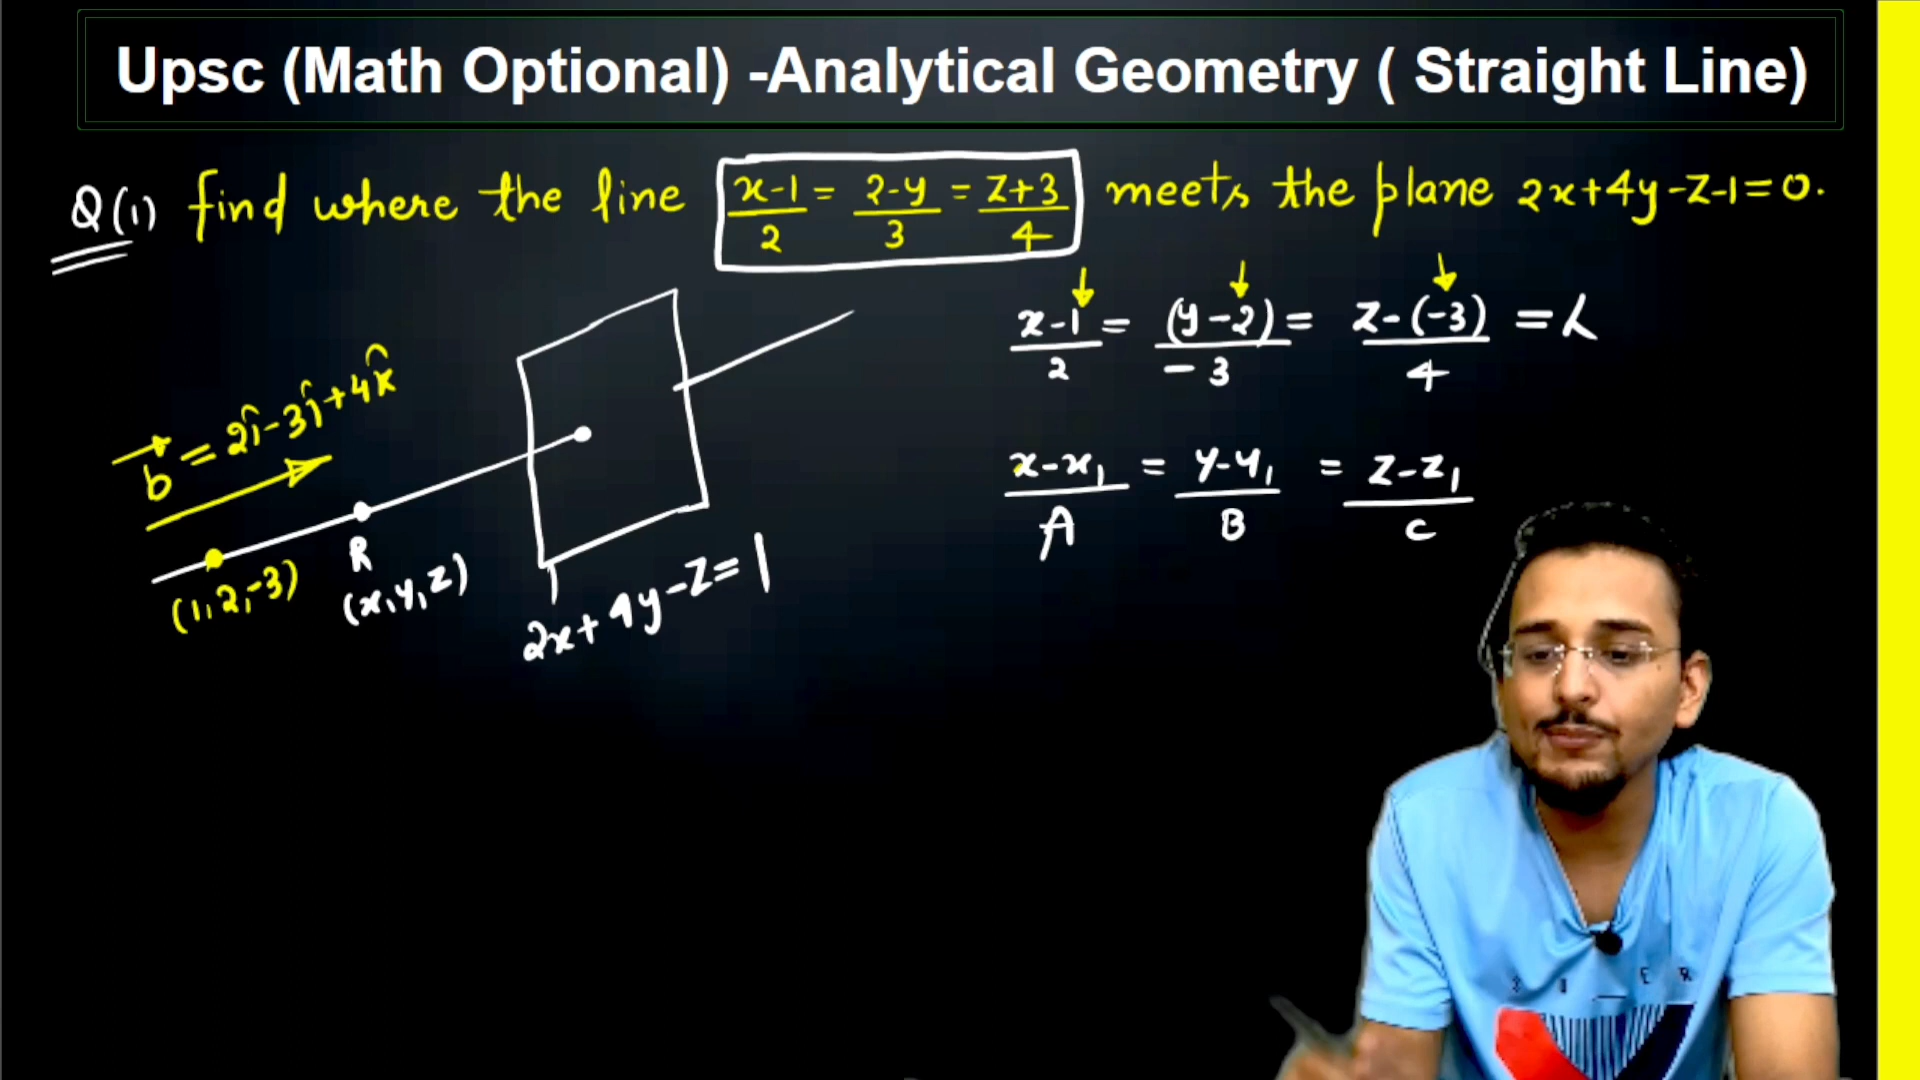 Upsc (Math Optional) -Analytical Geometry ( Straight Line)
Q(1) find where the line (x-1)/2 = (2-y)/3 = (z+3)/4 meets the plane 2x+4y-z-1=0.
(x-1)/2 = (y-2)/-3 = (z-(-3))/4 = λ
b⃗ = 2î-3ĵ+4k̂
(x-x₁)/A = (y-y₁)/B = (z-z₁)/C
R
(1,2,-3)
(x,y,z)
2x+4y-z=1